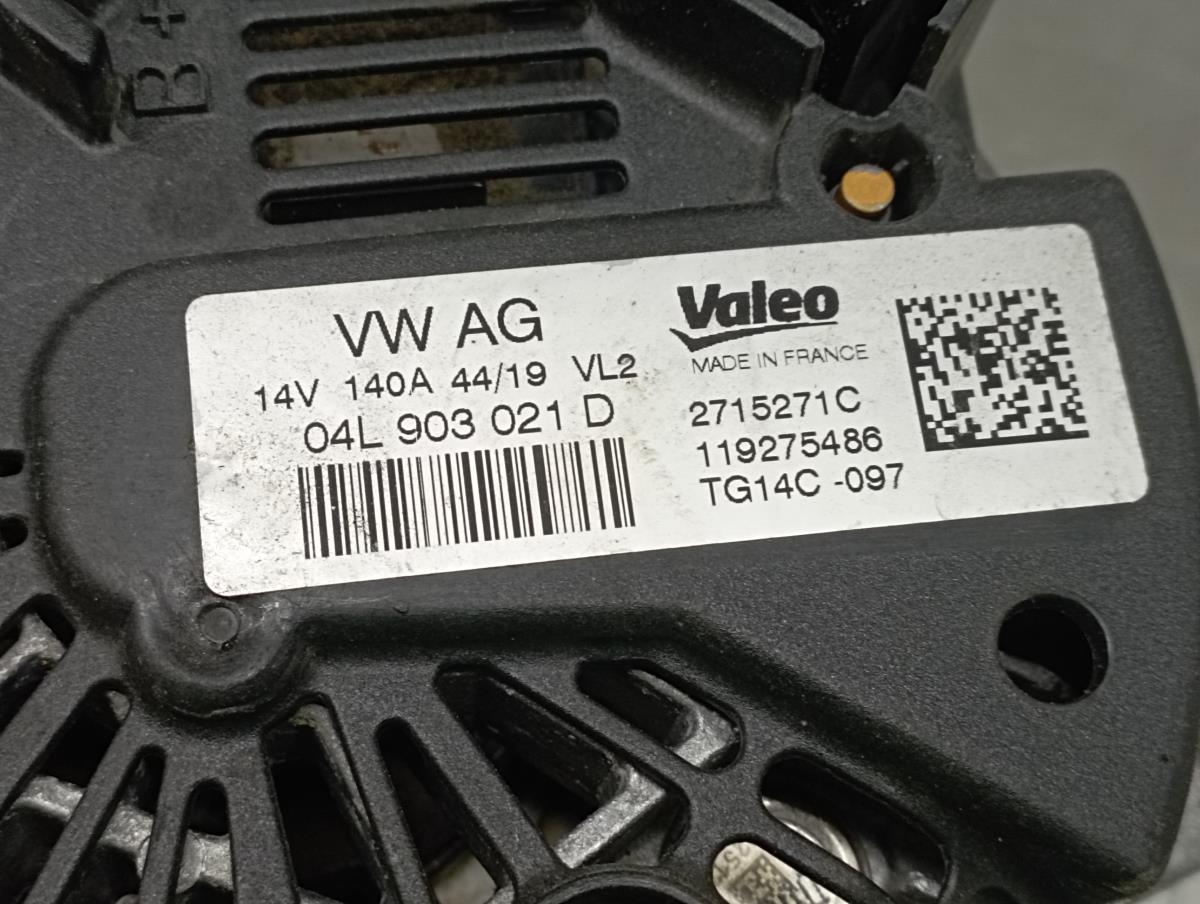 B+
VW AG
14V 140A 44/19 VL2
04L 903 021 D
Valeo
MADE IN FRANCE
2715271C
119275486
TG14C -097